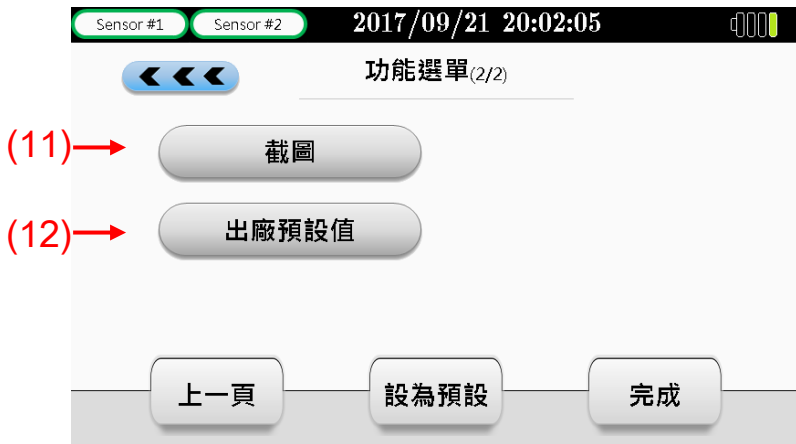 Sensor #1 Sensor #2 2017/09/21 20:02:05
功能選單(2/2)
(11) 截圖
(12) 出廠預設值
上一頁 設為預設 完成